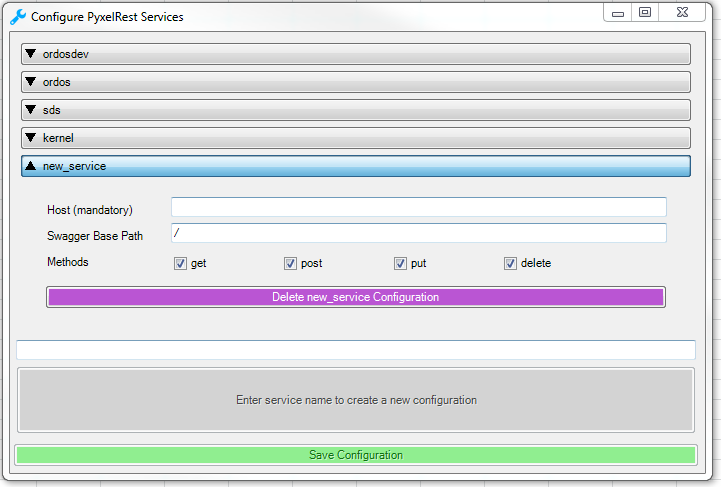 Configure PyxelRest Services
ordosdev
ordos
sds
kernel
new_service
Host (mandatory)
Swagger Base Path /
Methods get post put delete
Delete new_service Configuration
Enter service name to create a new configuration
Save Configuration